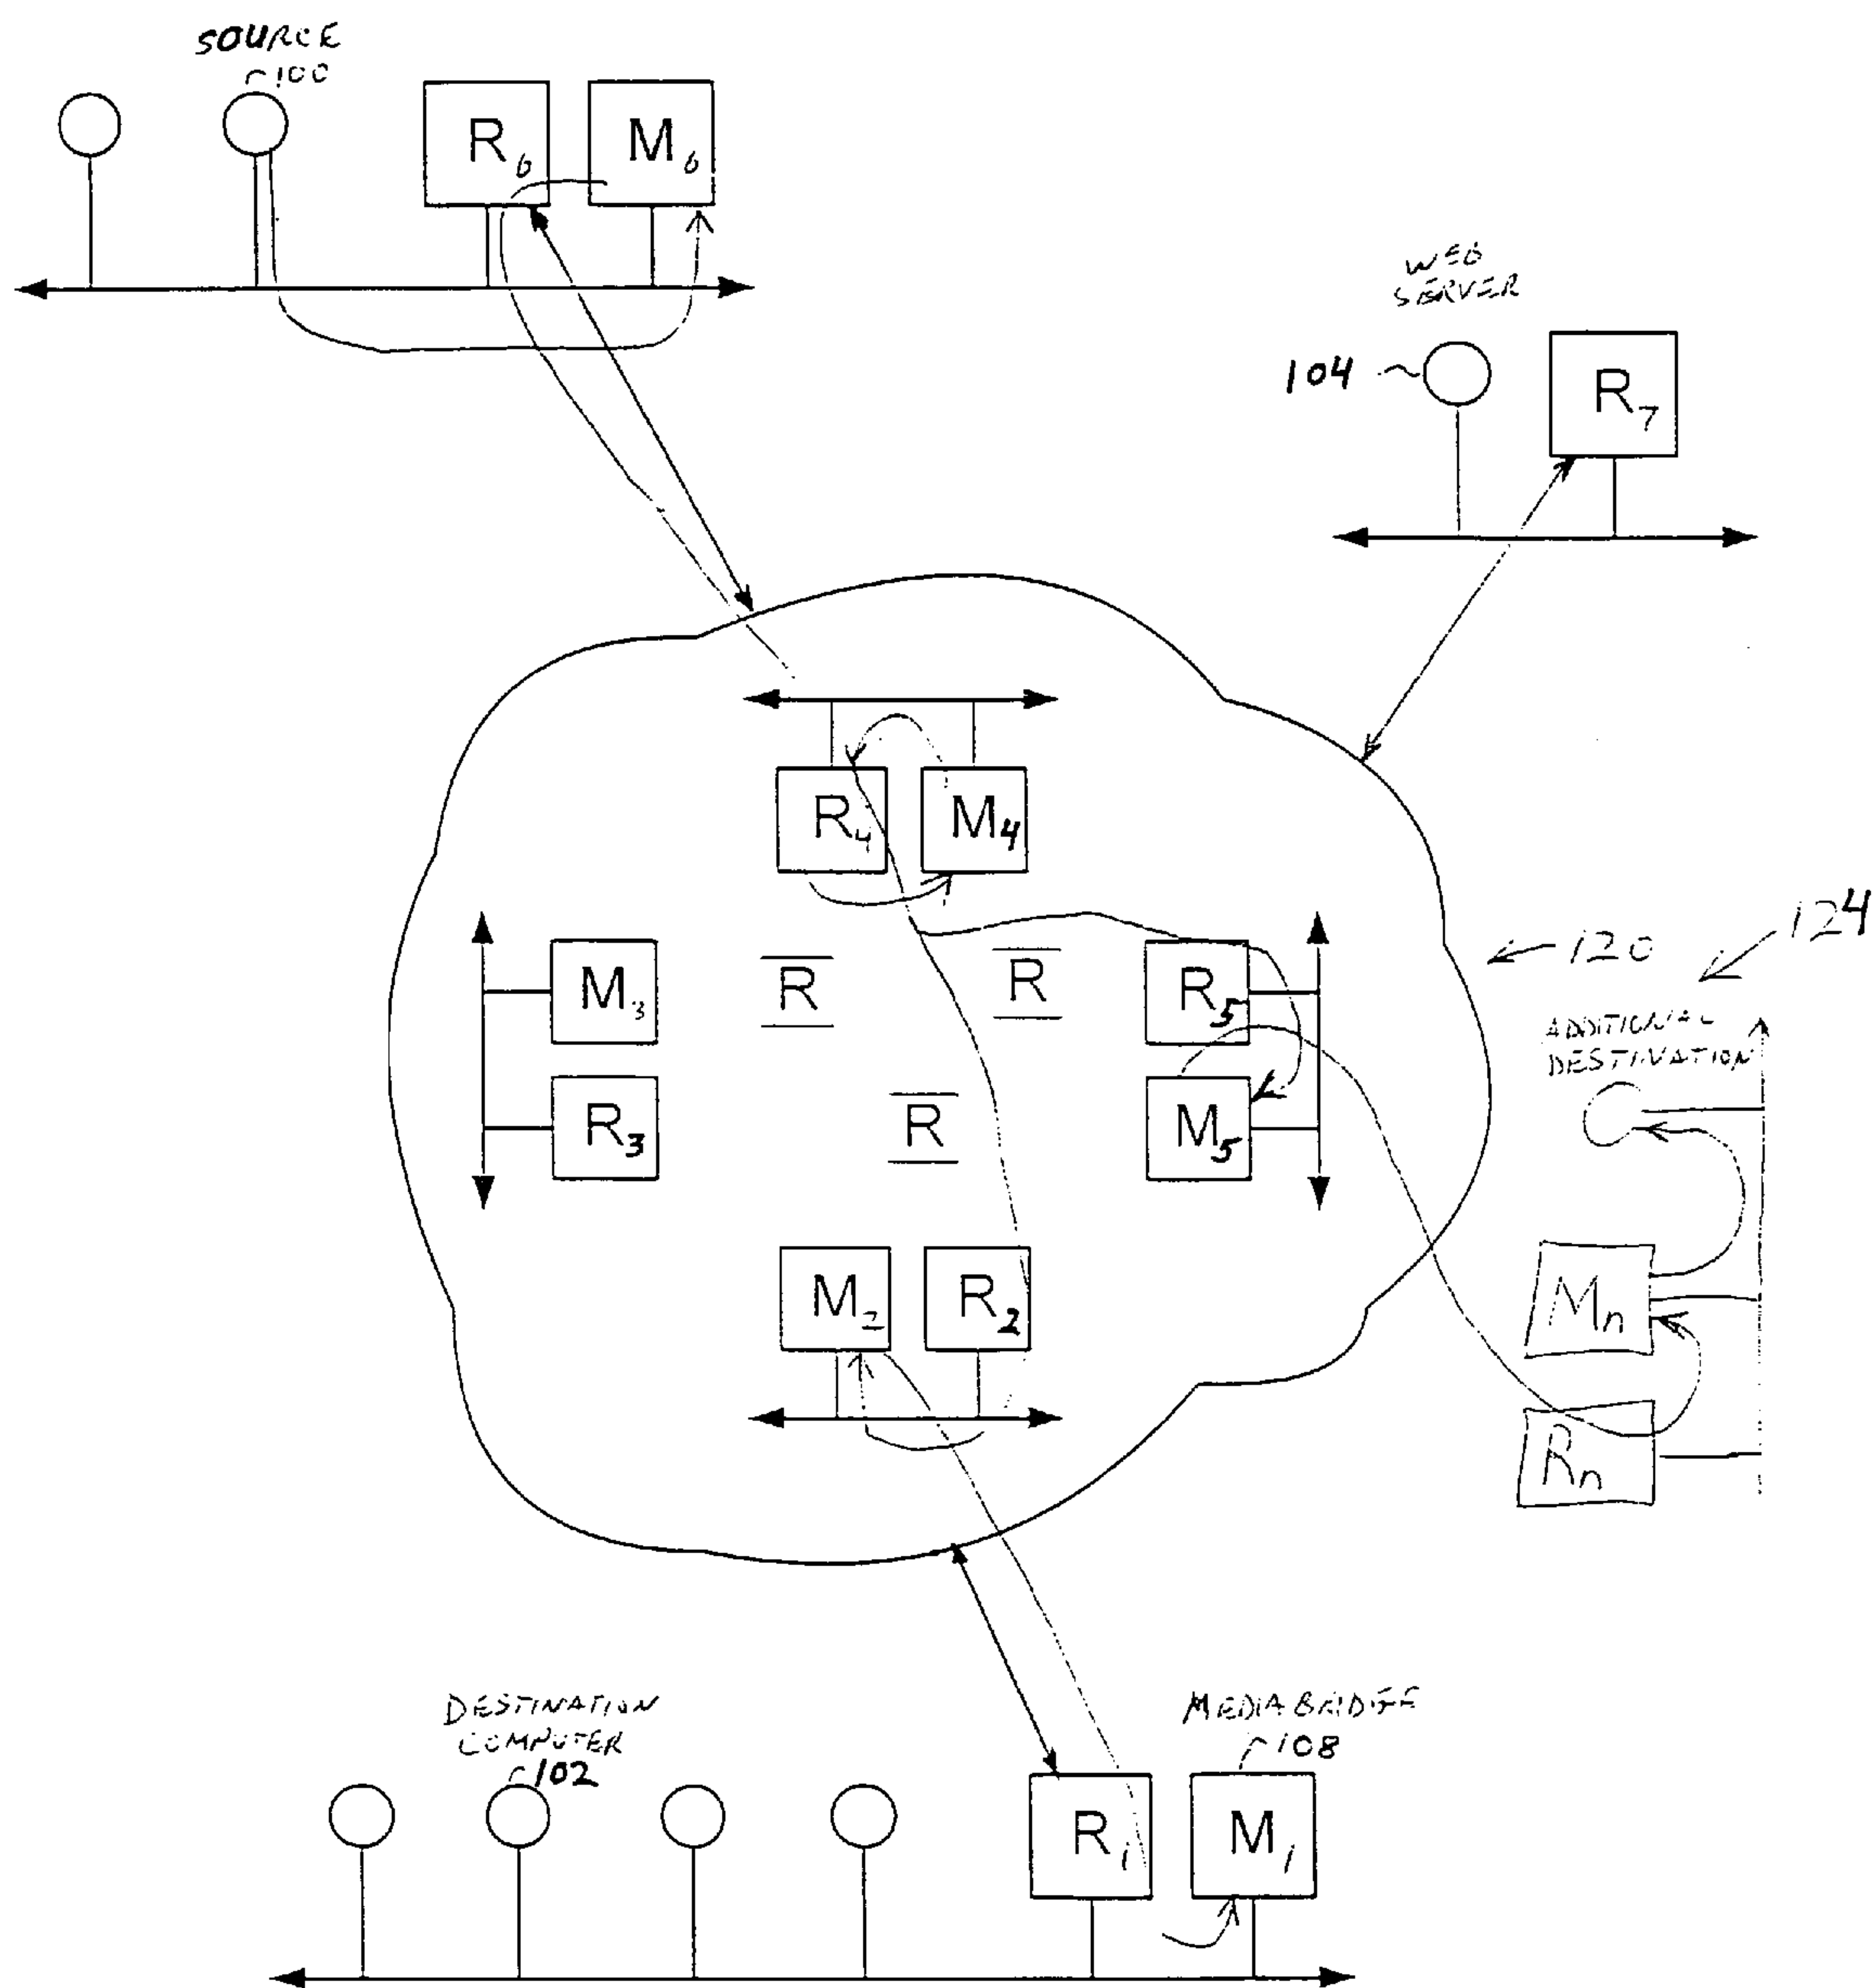 SOURCE
100
R6
M6
WEB
SERVER
104
R7
R4
M4
124
120
M3
R
R
R5
ADDITIONAL
DESTINATION
R3
R
M5
M2
R2
Mn
Rn
DESTINATION
COMPUTER
102
MEDIA BRIDGE
108
R1
M1